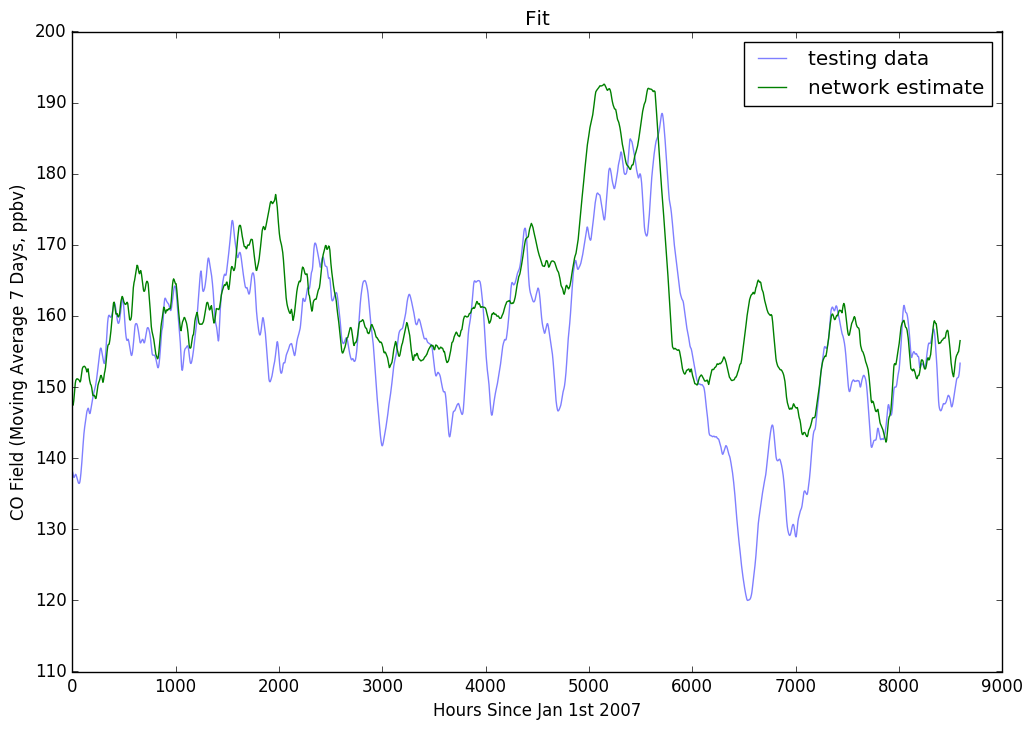 Fit
testing data
network estimate
CO Field (Moving Average 7 Days, ppbv)
200
190
180
170
160
150
140
130
120
110
0 1000 2000 3000 4000 5000 6000 7000 8000 9000
Hours Since Jan 1st 2007